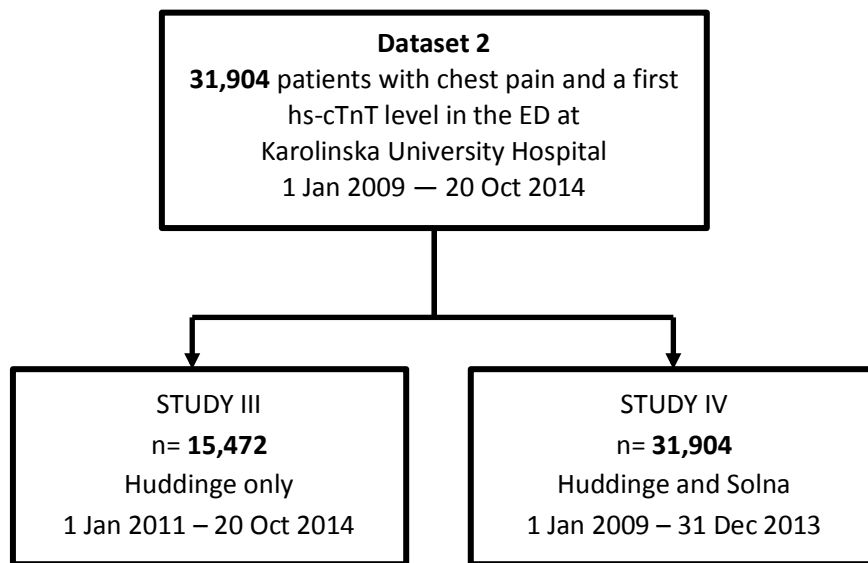 Dataset 2
31,904 patients with chest pain and a first
hs-cTnT level in the ED at
Karolinska University Hospital
1 Jan 2009 — 20 Oct 2014
STUDY III
n= 15,472
Huddinge only
1 Jan 2011 – 20 Oct 2014
STUDY IV
n= 31,904
Huddinge and Solna
1 Jan 2009 – 31 Dec 2013